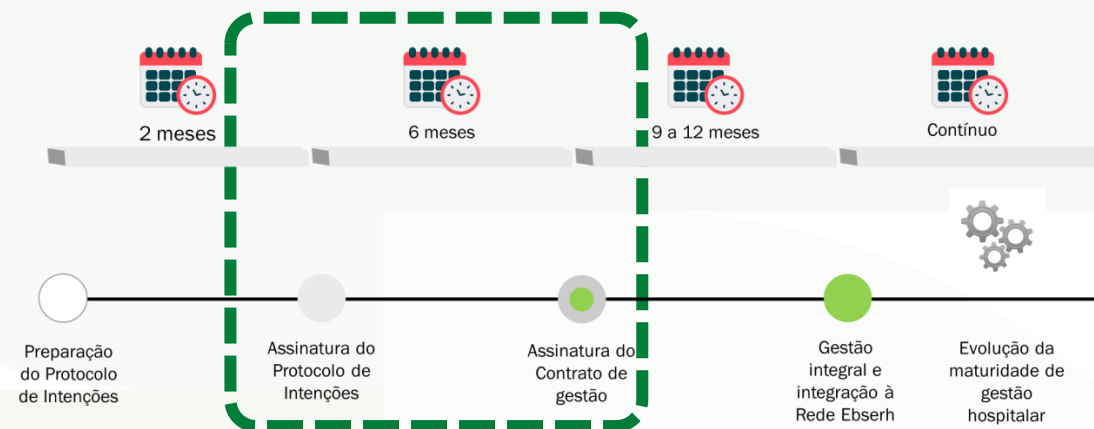 2 meses
6 meses
9 a 12 meses
Contínuo
Preparação
do Protocolo
de Intenções
Assinatura do
Protocolo de
Intenções
Assinatura do
Contrato de
gestão
Gestão
integral e
integração à
Rede Ebserh
Evolução da
maturidade de
gestão
hospitalar